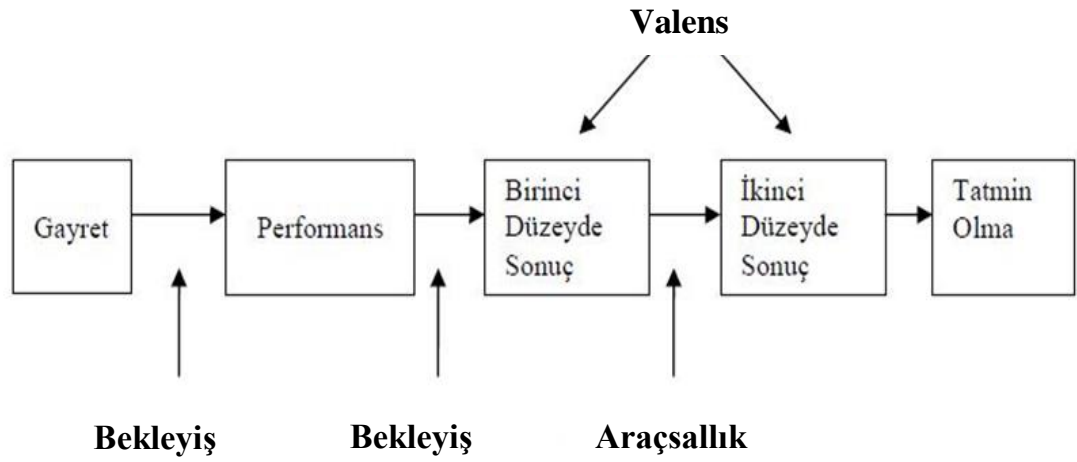 Valens
Gayret
Performans
Birinci
Düzeyde
Sonuç
İkinci
Düzeyde
Sonuç
Tatmin
Olma
Bekleyiş
Bekleyiş
Araçsallık